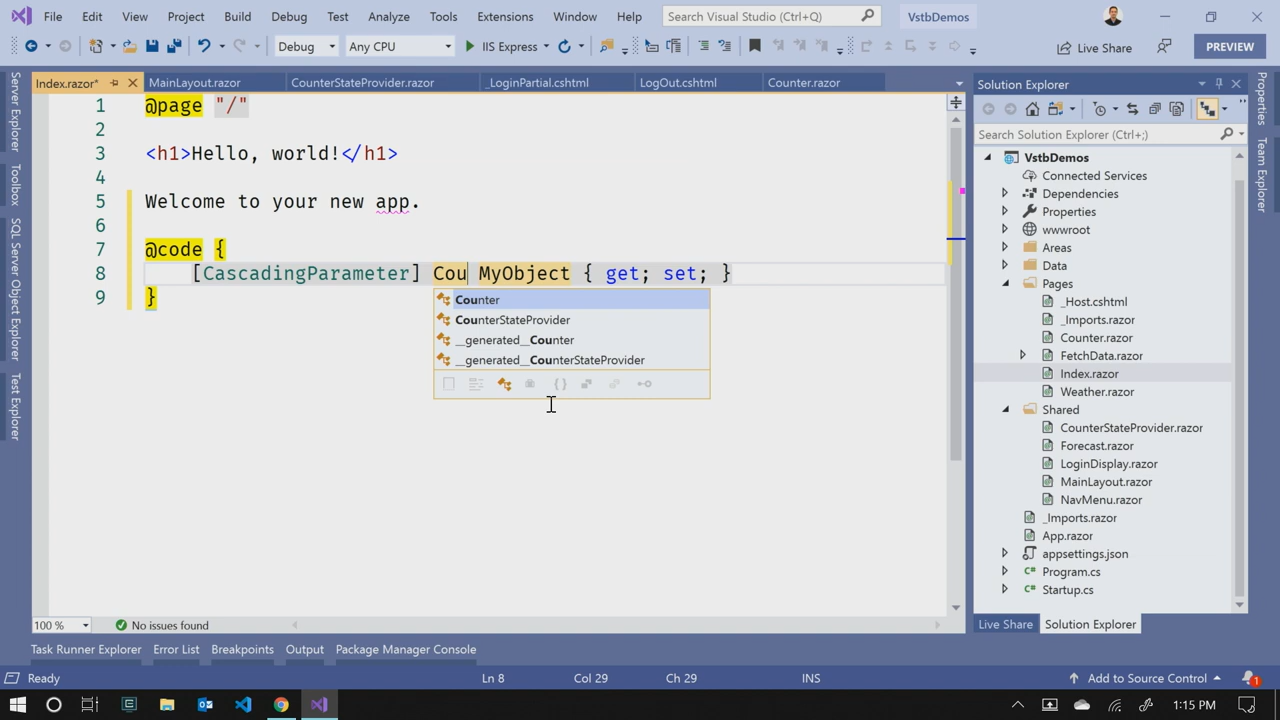 File Edit View Project Build Debug Test Analyze Tools Extensions Window Help Search Visual Studio (Ctrl+Q) VstbDemos
Debug Any CPU IIS Express Live Share PREVIEW
Index.razor* MainLayout.razor CounterStateProvider.razor _LoginPartial.cshtml LogOut.cshtml Counter.razor
Server Explorer
Toolbox
SQL Server Object Explorer
Test Explorer
1 @page "/"
2
3 <h1>Hello, world!</h1>
4
5 Welcome to your new app.
6
7 @code {
8 [CascadingParameter] Cou MyObject { get; set; }
9 }
Counter
CounterStateProvider
__generated__Counter
__generated__CounterStateProvider
100 % No issues found
Solution Explorer
Search Solution Explorer (Ctrl+;)
VstbDemos
Connected Services
Dependencies
Properties
wwwroot
Areas
Data
Pages
_Host.cshtml
_Imports.razor
Counter.razor
FetchData.razor
Index.razor
Weather.razor
Shared
CounterStateProvider.razor
Forecast.razor
LoginDisplay.razor
MainLayout.razor
NavMenu.razor
_Imports.razor
App.razor
appsettings.json
Program.cs
Startup.cs
Live Share Solution Explorer
Properties
Team Explorer
Task Runner Explorer Error List Breakpoints Output Package Manager Console
Ready Ln 8 Col 29 Ch 29 INS Add to Source Control 1
1:15 PM